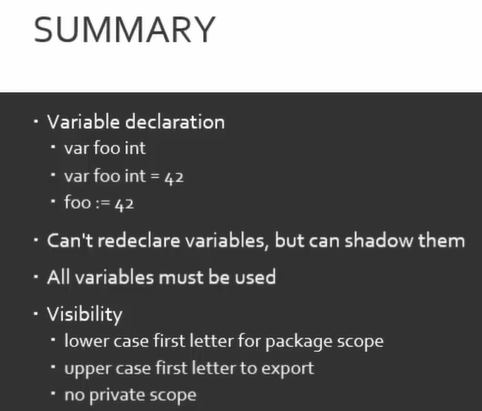 SUMMARY
▪ Variable declaration
▪ var foo int
▪ var foo int = 42
▪ foo := 42
▪ Can't redeclare variables, but can shadow them
▪ All variables must be used
▪ Visibility
▪ lower case first letter for package scope
▪ upper case first letter to export
▪ no private scope